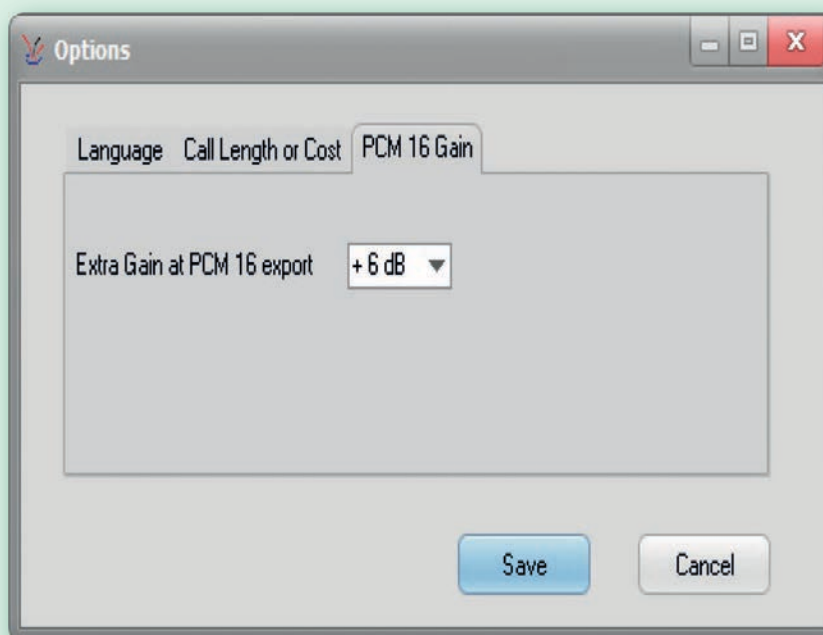 Options
Language Call Length or Cost PCM 16 Gain
Extra Gain at PCM 16 export + 6 dB
Save Cancel